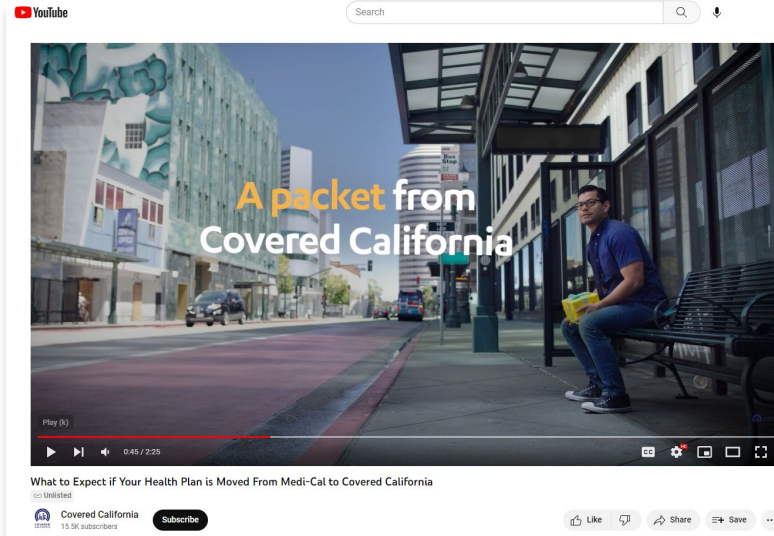 YouTube
Search
Bus
Stop
A packet from
Covered California
Play (k)
0:45 / 2:25
CC
HD
What to Expect if Your Health Plan is Moved From Medi-Cal to Covered California
Unlisted
Covered California
15.5K subscribers
Subscribe
Like
Share
Save